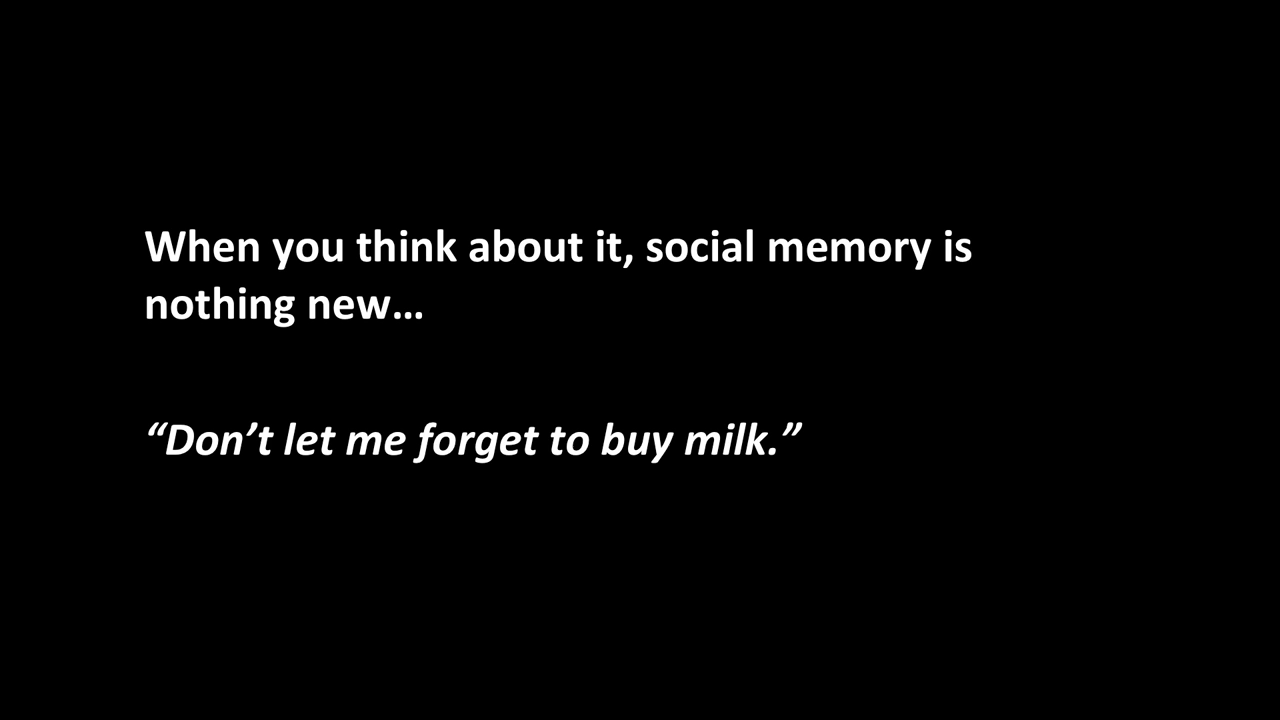 When you think about it, social memory is
nothing new…
“Don’t let me forget to buy milk.”